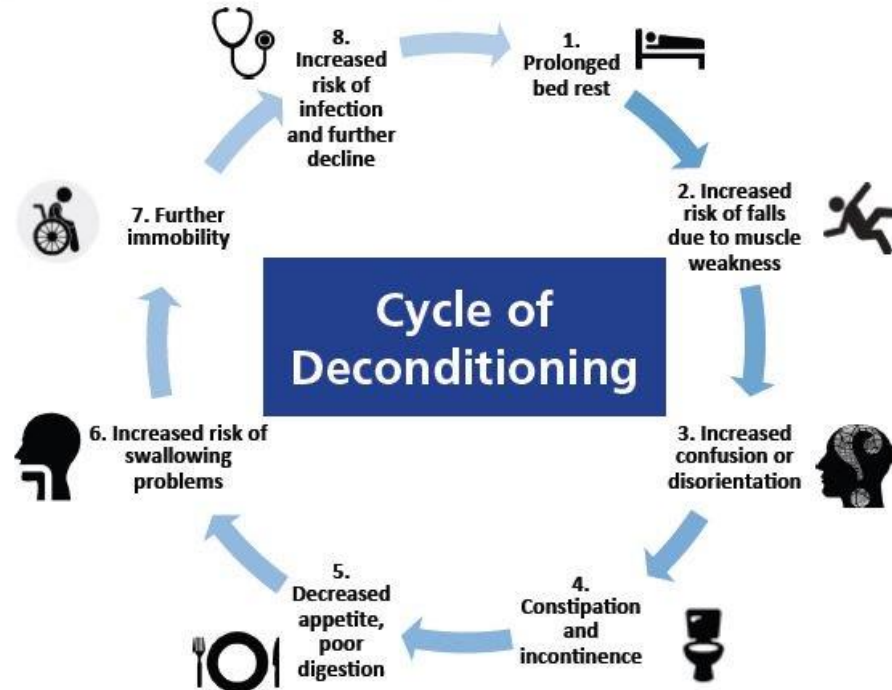 Cycle of
Deconditioning
1.
Prolonged
bed rest
2. Increased
risk of falls
due to muscle
weakness
3. Increased
confusion or
disorientation
4.
Constipation
and
incontinence
5.
Decreased
appetite,
poor
digestion
6. Increased risk of
swallowing
problems
7. Further
immobility
8.
Increased
risk of
infection
and further
decline